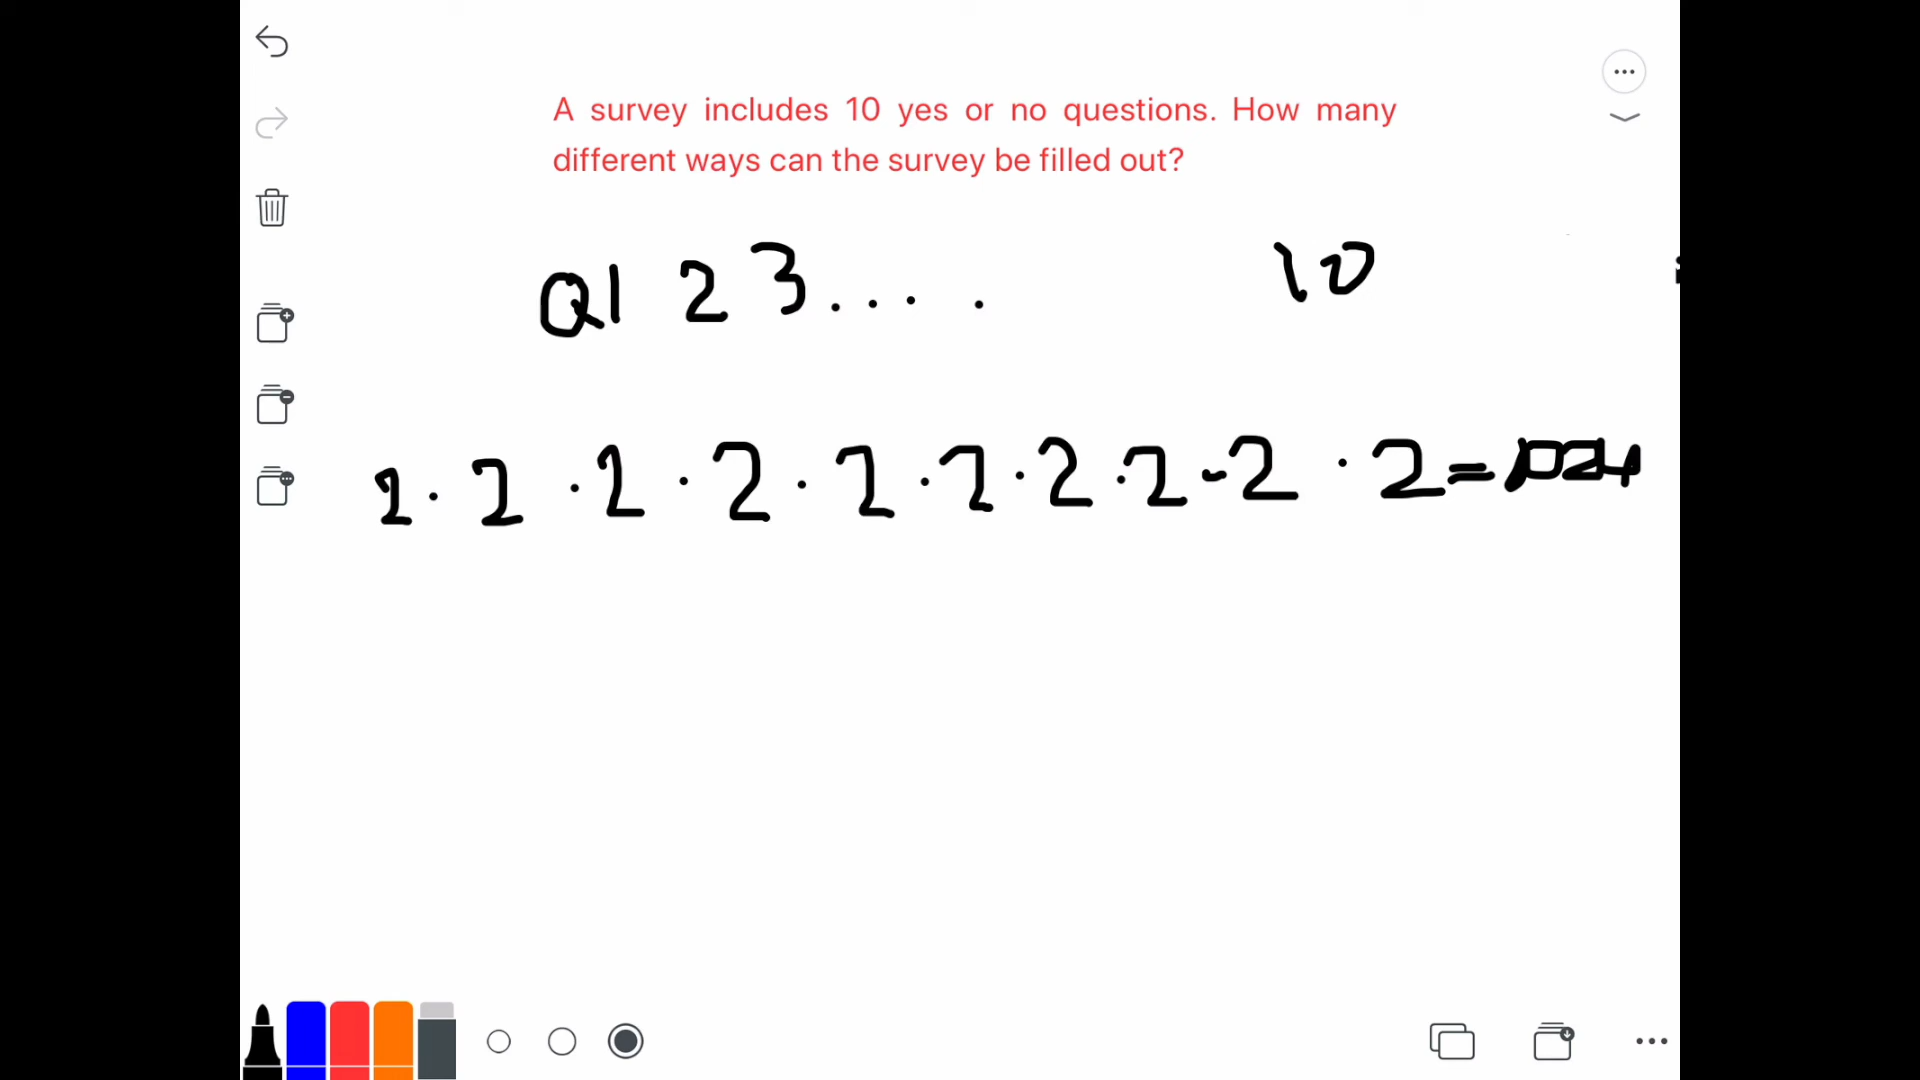 A survey includes 10 yes or no questions. How many
different ways can the survey be filled out?
Q1 2 3 . . . . 10
2 · 2 · 2 · 2 · 2 · 2 · 2 · 2 · 2 · 2 = 1024